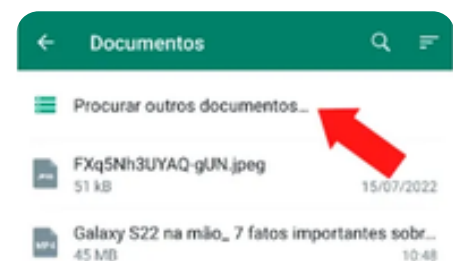 Documentos
Procurar outros documentos...
FXq5Nh3UYAQ-gUN.jpeg
51 kB
15/07/2022
Galaxy S22 na mão_ 7 fatos importantes sobr...
MP4
45 MB
10:48